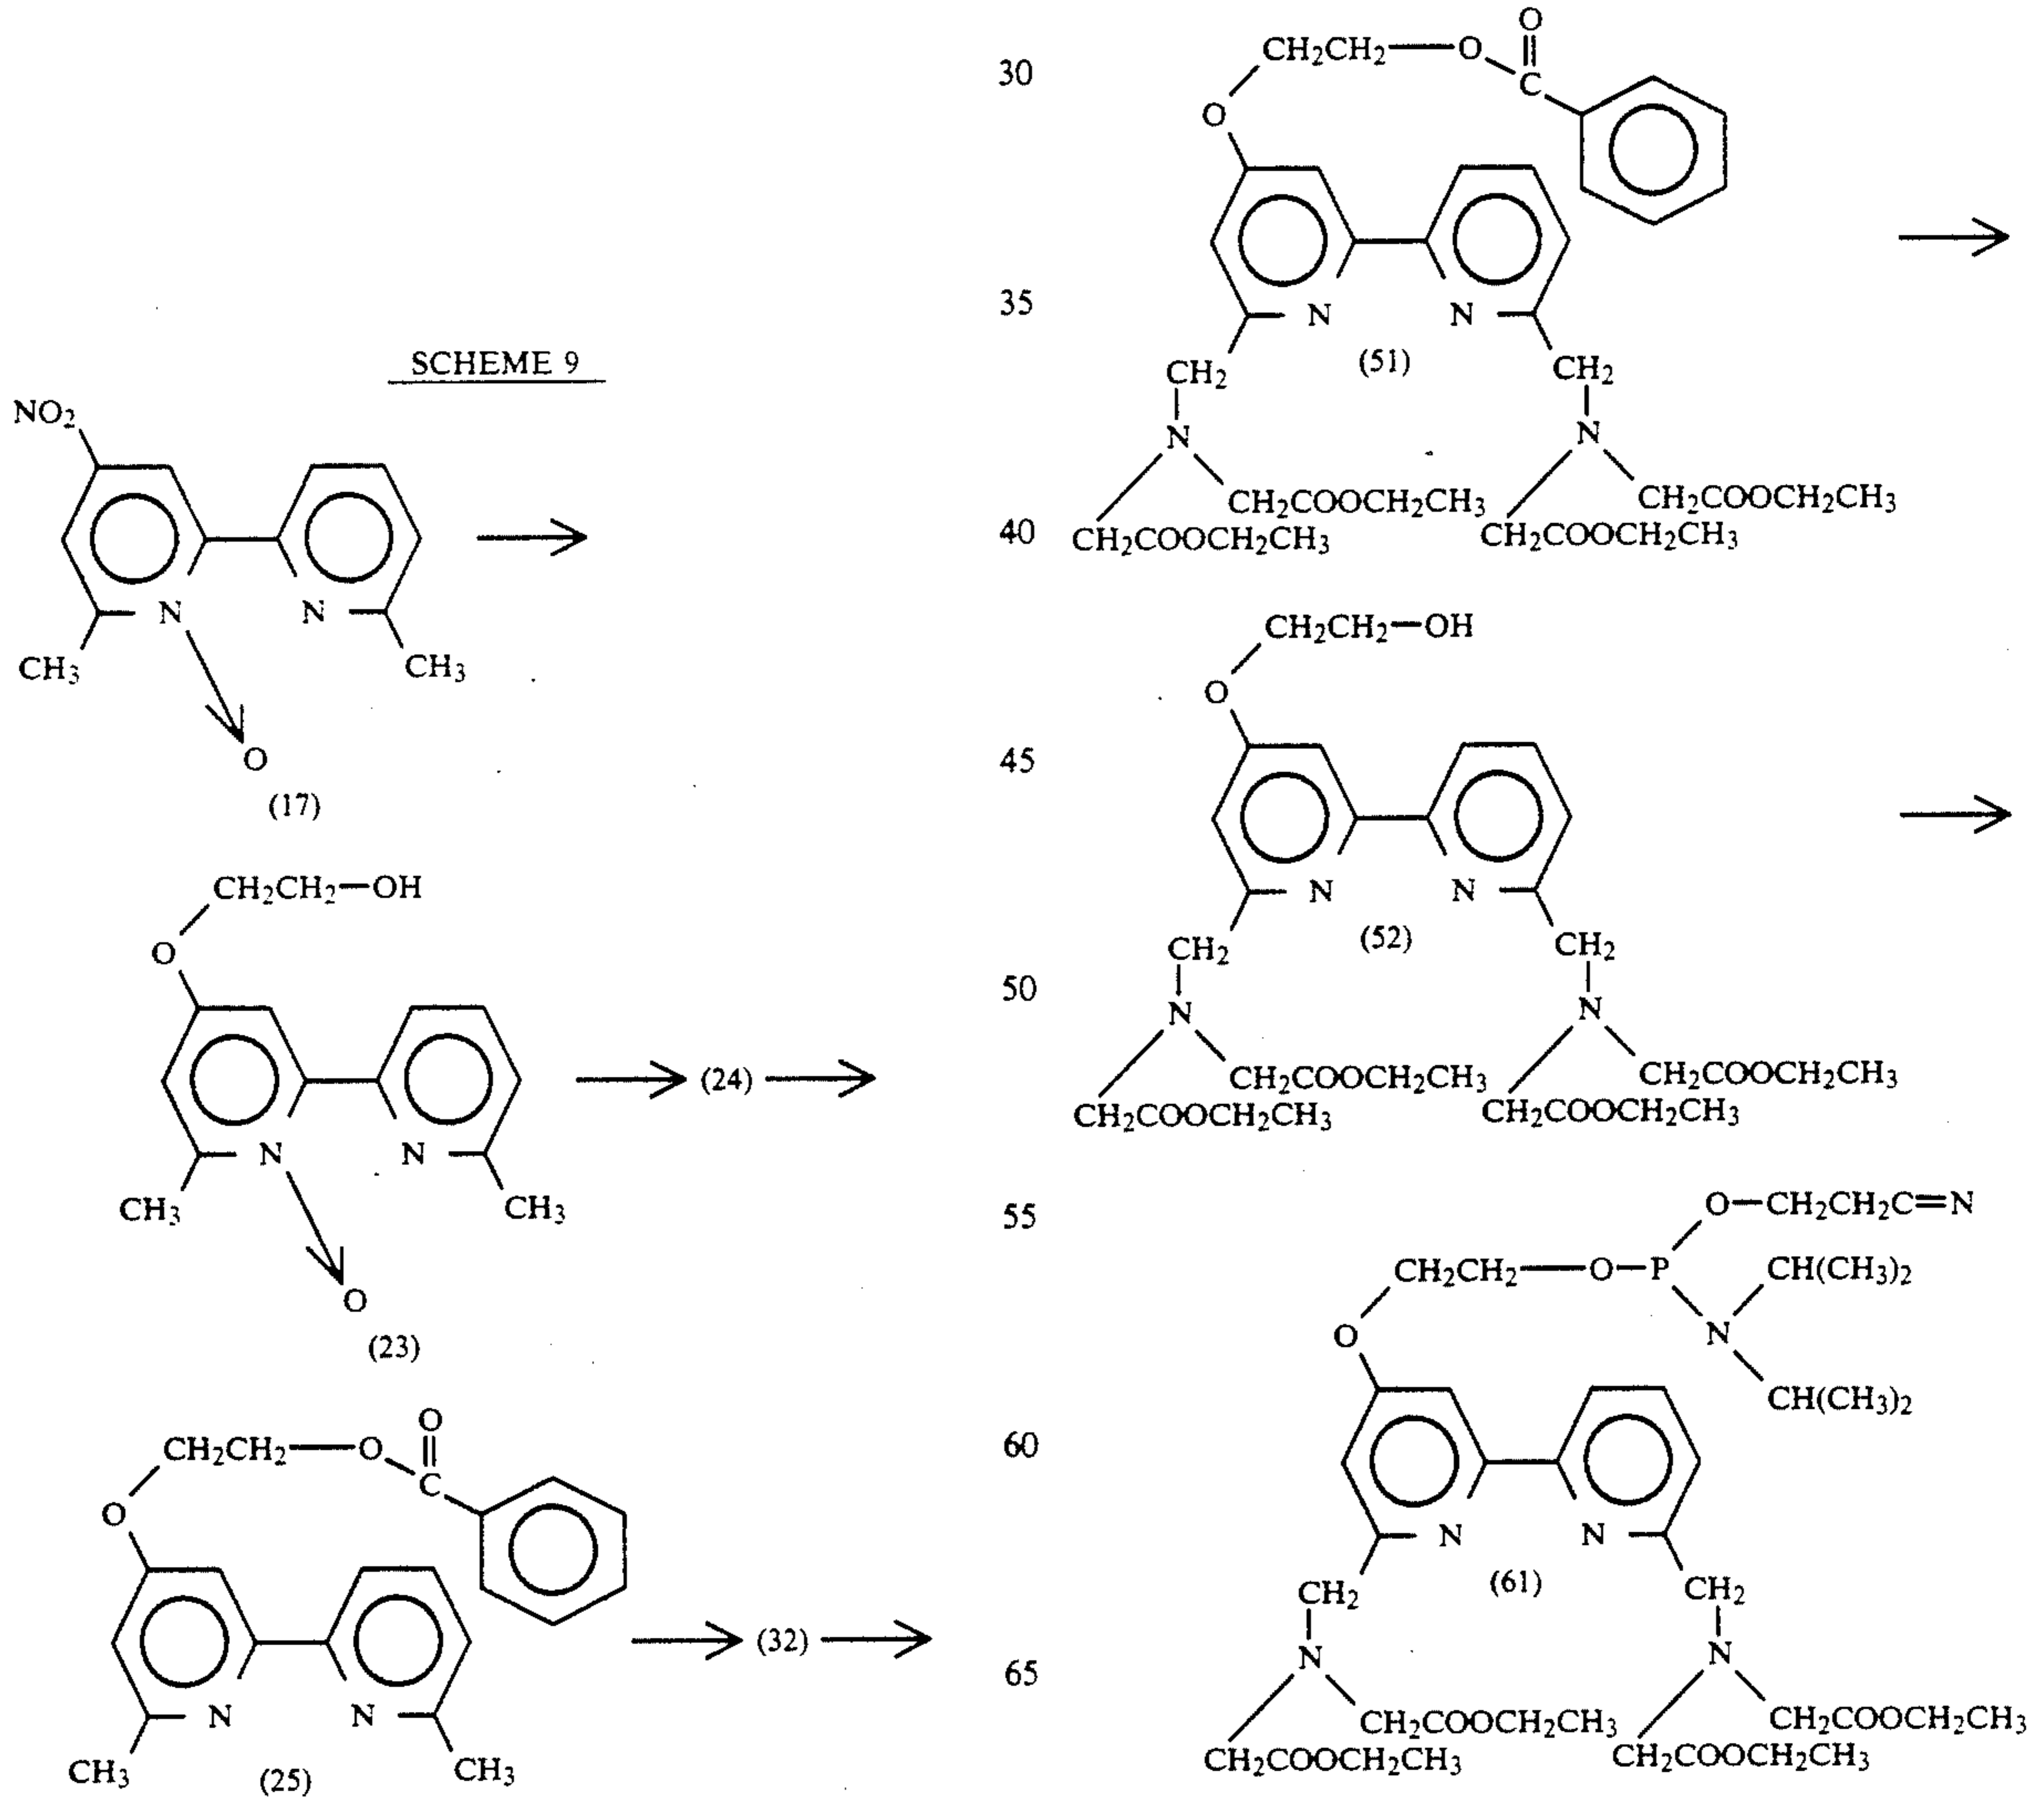 SCHEME 9
NO₂
N N
CH₃ CH₃
O
(17)
CH₂CH₂—OH
O
N N
CH₃ CH₃
O
(23)
(24)
O
CH₂CH₂—O
C
O
N N
CH₃ CH₃
(25)
(32)
30
35
40
45
50
55
60
65
O
CH₂CH₂—O
C
O
N N
(51)
CH₂ CH₂
N N
CH₂COOCH₂CH₃ CH₂COOCH₂CH₃
CH₂COOCH₂CH₃ CH₂COOCH₂CH₃
CH₂CH₂—OH
O
N N
(52)
CH₂ CH₂
N N
CH₂COOCH₂CH₃ CH₂COOCH₂CH₃
CH₂COOCH₂CH₃ CH₂COOCH₂CH₃
O—CH₂CH₂C=N
CH₂CH₂—O—P CH(CH₃)₂
O N
CH(CH₃)₂
N N
(61)
CH₂ CH₂
N N
CH₂COOCH₂CH₃ CH₂COOCH₂CH₃
CH₂COOCH₂CH₃ CH₂COOCH₂CH₃